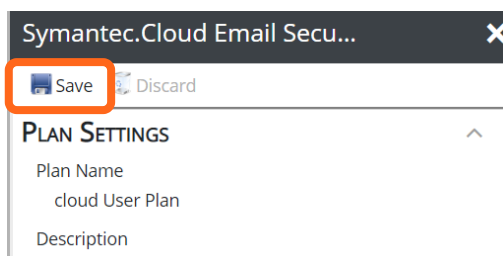 Symantec.Cloud Email Secu...
Save Discard
PLAN SETTINGS
Plan Name
cloud User Plan
Description